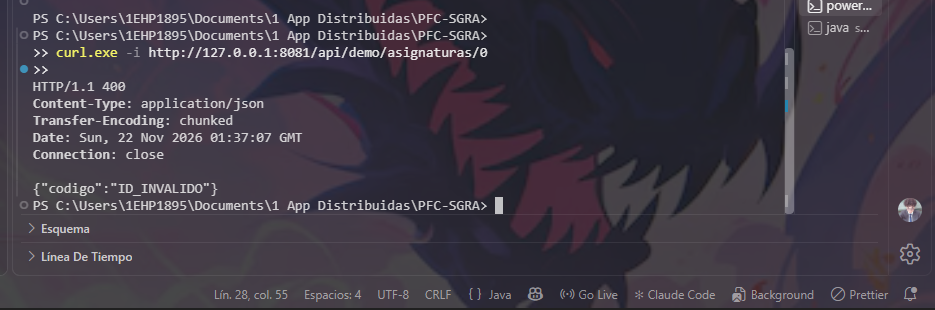 PS C:\Users\1EHP1895\Documents\1 App Distribuidas\PFC-SGRA>
PS C:\Users\1EHP1895\Documents\1 App Distribuidas\PFC-SGRA>
>> curl.exe -i http://127.0.0.1:8081/api/demo/asignaturas/0
>>
HTTP/1.1 400
Content-Type: application/json
Transfer-Encoding: chunked
Date: Sun, 22 Nov 2026 01:37:07 GMT
Connection: close

{"codigo":"ID_INVALIDO"}
PS C:\Users\1EHP1895\Documents\1 App Distribuidas\PFC-SGRA>
power...
java s...
Esquema
Línea De Tiempo
Lín. 28, col. 55 Espacios: 4 UTF-8 CRLF {} Java Go Live Claude Code Background Prettier